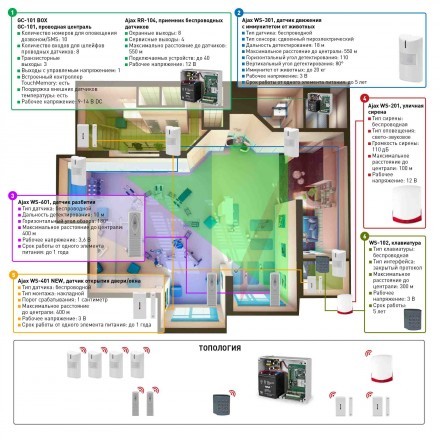 1
GC-101 BOX
GC-101, проводная централь
• Количество номеров для оповещения
дозвоном/SMS: 10
• Количество входов для шлейфов
проводных датчиков: 8
• Транзисторные
выходы: 3
• Выходы с управляемым напряжением: 1
• Встроенный контроллер
TouchMemory: есть
• Поддержка внешних датчиков
температуры: есть
• Рабочее напряжение: 9-14 В DC
Ajax RR-104, приемник беспроводных
датчиков
• Охранные выходы: 8
• Сервисные выходы: 4
• Максимальное расстояние до датчиков:
550 м
• Подключаемых устройств: до 40
• Рабочее напряжение: 12 В
2
Ajax WS-301, датчик движения
с иммунитетом от животных
• Тип датчика: беспроводной
• Тип сенсора: сдвоенный пироэлектрический
• Дальность детектирования: 18 м
• Максимальное расстояние до централи: 550 м
• Горизонтальный угол детектирования: 110
• Вертикальный угол детектирования: 80°
• Иммунитет от животных: до 20 кг
• Рабочее напряжение: 3 В
• Срок работы от одного элемента питания: до 5 лет
3
Ajax WS-601, датчик разбития
• Тип датчика: беспроводной
• Дальность детектирования: 10 м
• Горизонтальный угол обзора: 180°
• Максимальное расстояние до централи:
400 м
• Рабочее напряжение: 3,6 В
• Срок работы от одного элемента
питания: до 1 года
5
Ajax WS-401 NEW, датчик открытия двери/окна
• Тип датчика: беспроводной
• Тип монтажа: накладной
• Порог срабатывания: 1 сантиметр
• Максимальное расстояние до
централи: 600 м
• Рабочее напряжение: 3 В
• Срок работы от одного элемента питания: до 1 года
4
Ajax WS-201, уличная
сирена
• Тип сирены:
беспроводная
• Тип оповещения:
свето-звуковое
• Громкость сирены:
110 дБ
• Максимальное
расстояние до
централи: 100 м
• Рабочее
напряжение: 12 В
6
WS-102, клавиатура
• Тип клавиатуры:
беспроводная
• Тип интерфейса:
закрытый протокол
• Максимальное
расстояние до
централи: 300 м
• Рабочее
напряжение: 3 В
• Срок работы:
5 лет
ТОПОЛОГИЯ